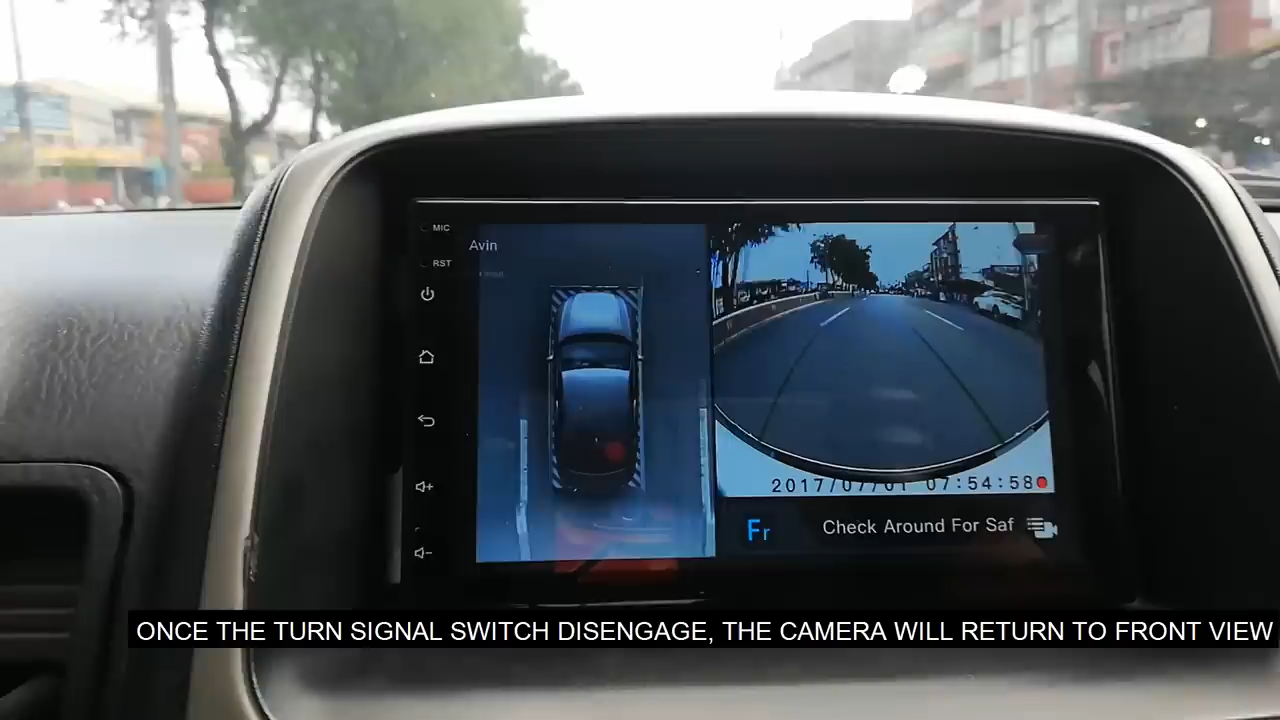 MIC
Avin
RST
2017/07/01 07:54:58
Fr
Check Around For Saf
ONCE THE TURN SIGNAL SWITCH DISENGAGE, THE CAMERA WILL RETURN TO FRONT VIEW